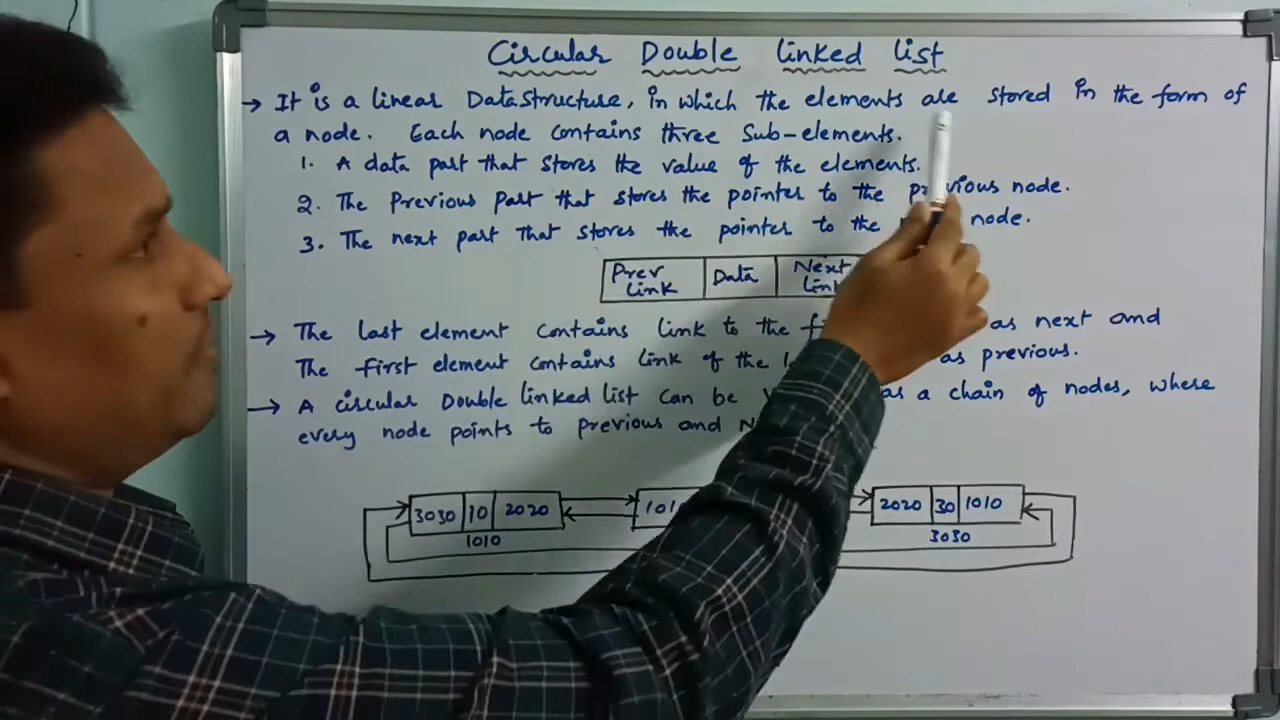 Circular Double linked list
→ It is a linear Datastructure, in which the elements are stored in the form of
a node. Each node contains three Sub-elements.
1. A data part that stores the value of the elements.
2. The Previous part that stores the pointer to the previous node.
3. The next part that stores the pointer to the node.
Prev Link Data Next Link
→ The last element contains link to the as next and
The first element contains link of the as previous.
→ A circular Double linked list can be as a chain of nodes, where
every node points to previous and
3030 10 2020 2020 30 1010
1010 3030